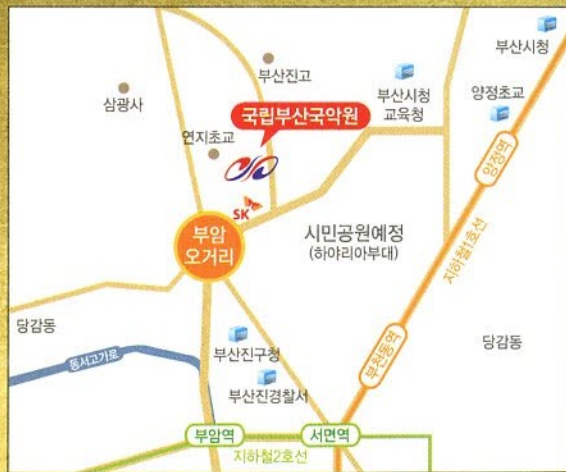 부산시청
부산진고
삼광사
부산시청
교육청
양정초교
국립부산국악원
연지초교
양정역
SK
부암
오거리
시민공원예정
(하야리아부대)
지하철1호선
당감동
동서고가로
부산진구청
부천동역
당감동
부산진경찰서
부암역
서면역
지하철2호선